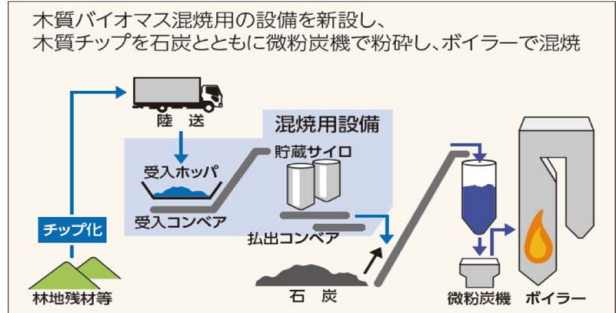 木質バイオマス混焼用の設備を新設し、
木質チップを石炭とともに微粉炭機で粉砕し、ボイラーで混焼
陸送
混焼用設備
貯蔵サイロ
受入ホッパ
受入コンベア
チップ化
払出コンベア
林地残材等
石炭
微粉炭機
ボイラー